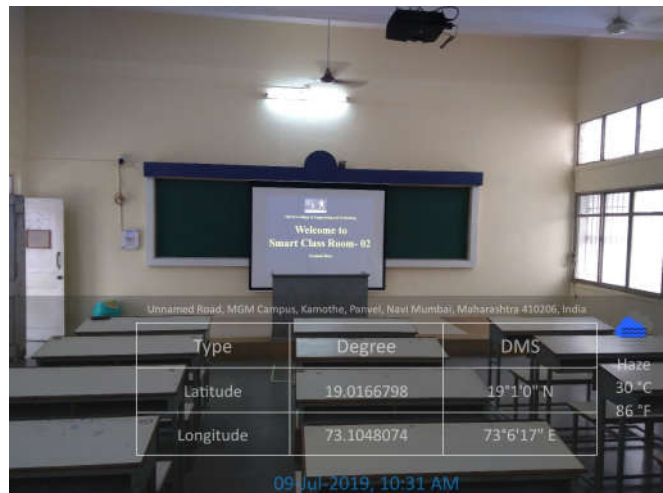 Welcome to
Smart Class Room- 02
Unnamed Road, MGM Campus, Kamothe, Panvel, Navi Mumbai, Maharashtra 410206, India
Type Degree DMS
Latitude 19.0166798 19°1'0" N
Longitude 73.1048074 73°6'17" E
Haze
30 °C
86 °F
09-Jul-2019, 10:31 AM